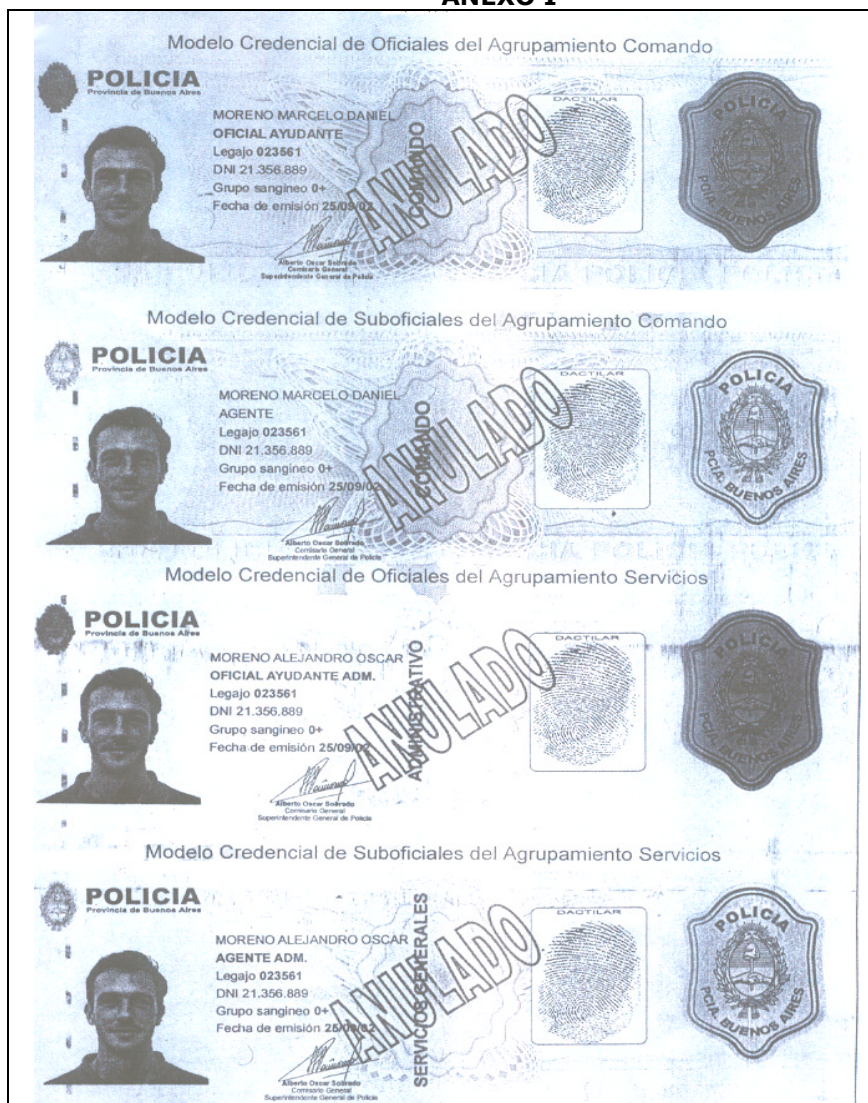 ANEXO I
Modelo Credencial de Oficiales del Agrupamiento Comando
POLICIA
Provincia de Buenos Aires
MORENO MARCELO DANIEL
OFICIAL AYUDANTE
Legajo 023561
DNI 21.356.889
Grupo sangineo 0+
Fecha de emisión 25/09/02
Alberto Oscar Sobrado
Comisario General
Superintendente General de Policía
COMANDO
ANULADO
DACTILAR
POLICIA
PCIA. BUENOS AIRES
Modelo Credencial de Suboficiales del Agrupamiento Comando
POLICIA
Provincia de Buenos Aires
MORENO MARCELO DANIEL
AGENTE
Legajo 023561
DNI 21.356.889
Grupo sangineo 0+
Fecha de emisión 25/09/02
Alberto Oscar Sobrado
Comisario General
Superintendente General de Policía
COMANDO
ANULADO
DACTILAR
POLICIA
PCIA. BUENOS AIRES
Modelo Credencial de Oficiales del Agrupamiento Servicios
POLICIA
Provincia de Buenos Aires
MORENO ALEJANDRO OSCAR
OFICIAL AYUDANTE ADM.
Legajo 023561
DNI 21.356.889
Grupo sangineo 0+
Fecha de emisión 25/09/02
Alberto Oscar Sobrado
Comisario General
Superintendente General de Policía
ADMINISTRATIVO
ANULADO
DACTILAR
POLICIA
PCIA. BUENOS AIRES
Modelo Credencial de Suboficiales del Agrupamiento Servicios
POLICIA
Provincia de Buenos Aires
MORENO ALEJANDRO OSCAR
AGENTE ADM.
Legajo 023561
DNI 21.356.889
Grupo sangineo 0+
Fecha de emisión 25/09/02
Alberto Oscar Sobrado
Comisario General
Superintendente General de Policía
SERVICIOS GENERALES
ANULADO
DACTILAR
POLICIA
PCIA. BUENOS AIRES